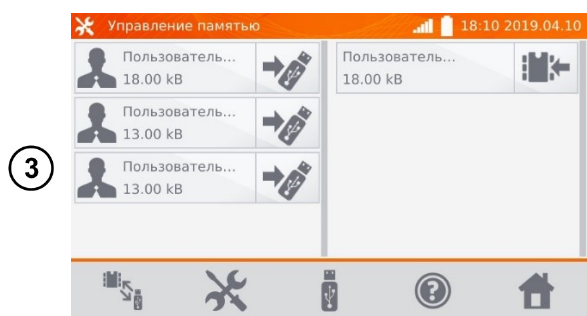 Управление памятью
18:10 2019.04.10
Пользователь...
18.00 kB
Пользователь...
13.00 kB
Пользователь...
13.00 kB
Пользователь...
18.00 kB
3
?